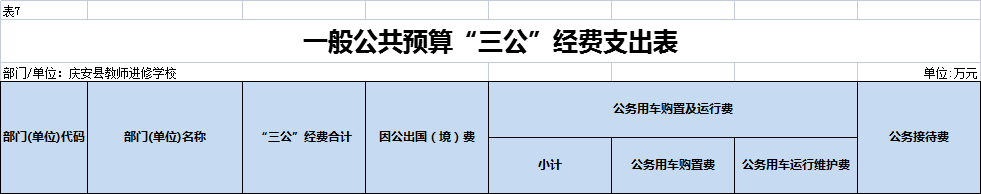 表7
一般公共预算“三公”经费支出表
部门/单位：庆安县教师进修学校 单位:万元
部门(单位)代码 部门(单位)名称 “三公”经费合计 因公出国（境）费 公务用车购置及运行费 公务接待费
小计 公务用车购置费 公务用车运行维护费